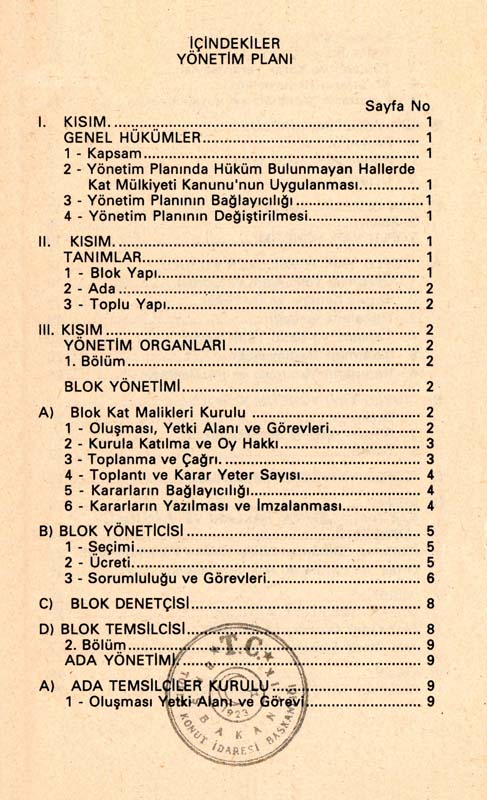 İÇİNDEKİLER
YÖNETİM PLANI
Sayfa No
I. KISIM. 1
GENEL HÜKÜMLER 1
1 - Kapsam 1
2 - Yönetim Planında Hüküm Bulunmayan Hallerde
Kat Mülkiyeti Kanunu'nun Uygulanması. 1
3 - Yönetim Planının Bağlayıcılığı 1
4 - Yönetim Planının Değiştirilmesi 1
II. KISIM. 1
TANIMLAR 1
1 - Blok Yapı 1
2 - Ada 2
3 - Toplu Yapı 2
III. KISIM 2
YÖNETİM ORGANLARI 2
1. Bölüm 2
BLOK YÖNETİMİ 2
A) Blok Kat Malikleri Kurulu 2
1 - Oluşması, Yetki Alanı ve Görevleri 2
2 - Kurula Katılma ve Oy Hakkı 3
3 - Toplanma ve Çağrı. 3
4 - Toplantı ve Karar Yeter Sayısı 4
5 - Kararların Bağlayıcılığı 4
6 - Kararların Yazılması ve İmzalanması 4
B) BLOK YÖNETİCİSİ 5
1 - Seçimi 5
2 - Ücreti 5
3 - Sorumluluğu ve Görevleri. 6
C) BLOK DENETÇİSİ 8
D) BLOK TEMSİLCİSİ 8
2. Bölüm 9
ADA YÖNETİMİ 9
A) ADA TEMSİLCİLER KURULU 9
1 - Oluşması Yetki Alanı ve Görevi 9
T.C.
BAŞBAKANLIK
1923
TOPLU KONUT İDARESİ BAŞKANLIĞI